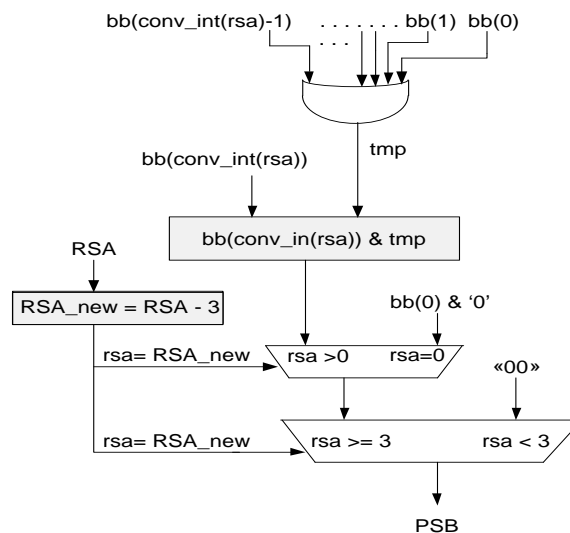 bb(conv_int(rsa)-1) . . . . . . . bb(1) bb(0)
. . .
tmp
bb(conv_int(rsa))
bb(conv_in(rsa)) & tmp
RSA
RSA_new = RSA - 3
bb(0) & ‘0’
rsa= RSA_new
rsa >0 rsa=0
«00»
rsa= RSA_new
rsa >= 3 rsa < 3
PSB